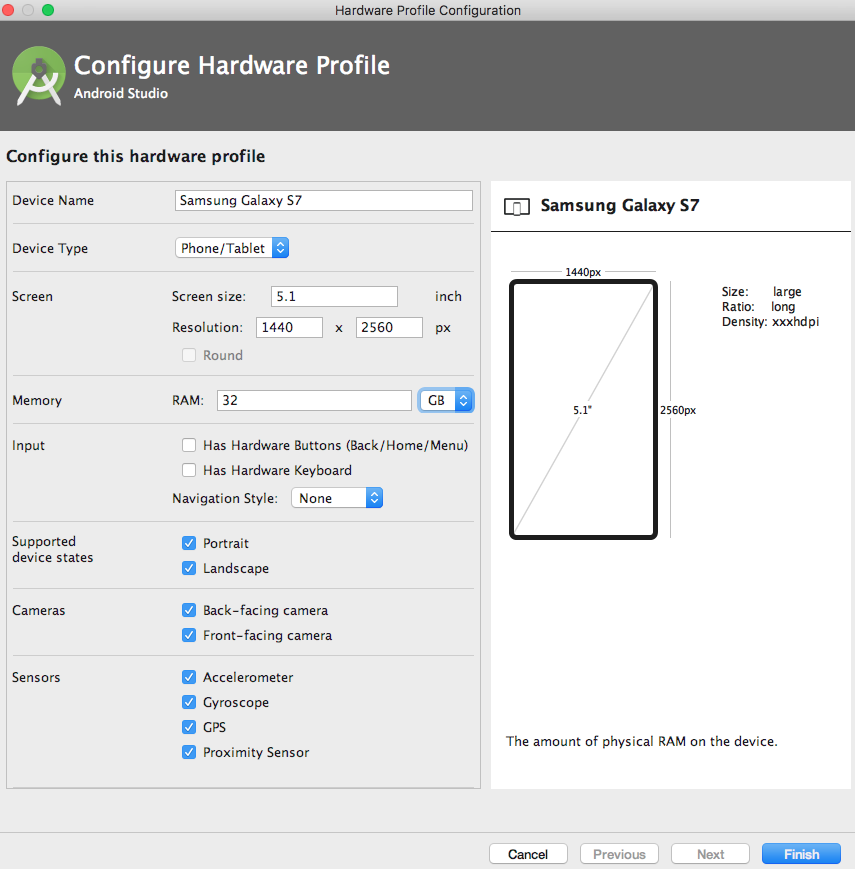 Hardware Profile Configuration
Configure Hardware Profile
Android Studio
Configure this hardware profile
Device Name
Samsung Galaxy S7
Device Type
Phone/Tablet
Screen
Screen size:
5.1
inch
Resolution:
1440
x
2560
px
Round
Memory
RAM:
32
GB
Input
Has Hardware Buttons (Back/Home/Menu)
Has Hardware Keyboard
Navigation Style:
None
Supported
device states
Portrait
Landscape
Cameras
Back-facing camera
Front-facing camera
Sensors
Accelerometer
Gyroscope
GPS
Proximity Sensor
Samsung Galaxy S7
1440px
5.1"
2560px
Size: large
Ratio: long
Density: xxxhdpi
The amount of physical RAM on the device.
Cancel
Previous
Next
Finish